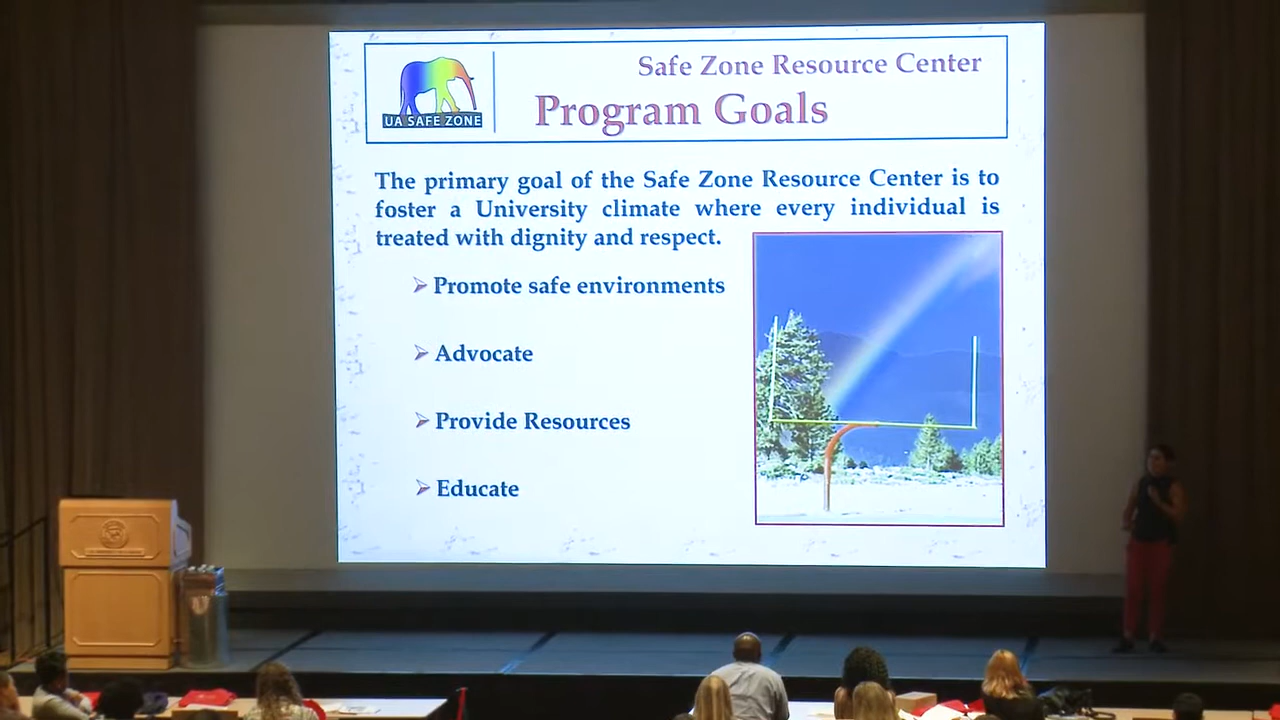 UA SAFE ZONE
Safe Zone Resource Center
Program Goals
The primary goal of the Safe Zone Resource Center is to
foster a University climate where every individual is
treated with dignity and respect.
Promote safe environments
Advocate
Provide Resources
Educate